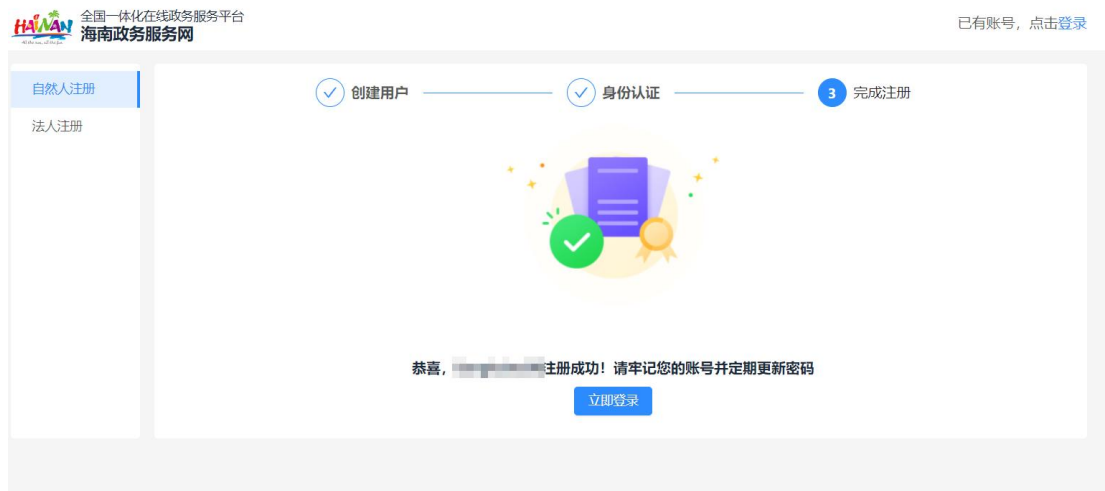 HAINAN
全国一体化在线政务服务平台
海南政务服务网
已有账号，点击登录
自然人注册
法人注册
创建用户
身份认证
3 完成注册
恭喜，注册成功！请牢记您的账号并定期更新密码
立即登录